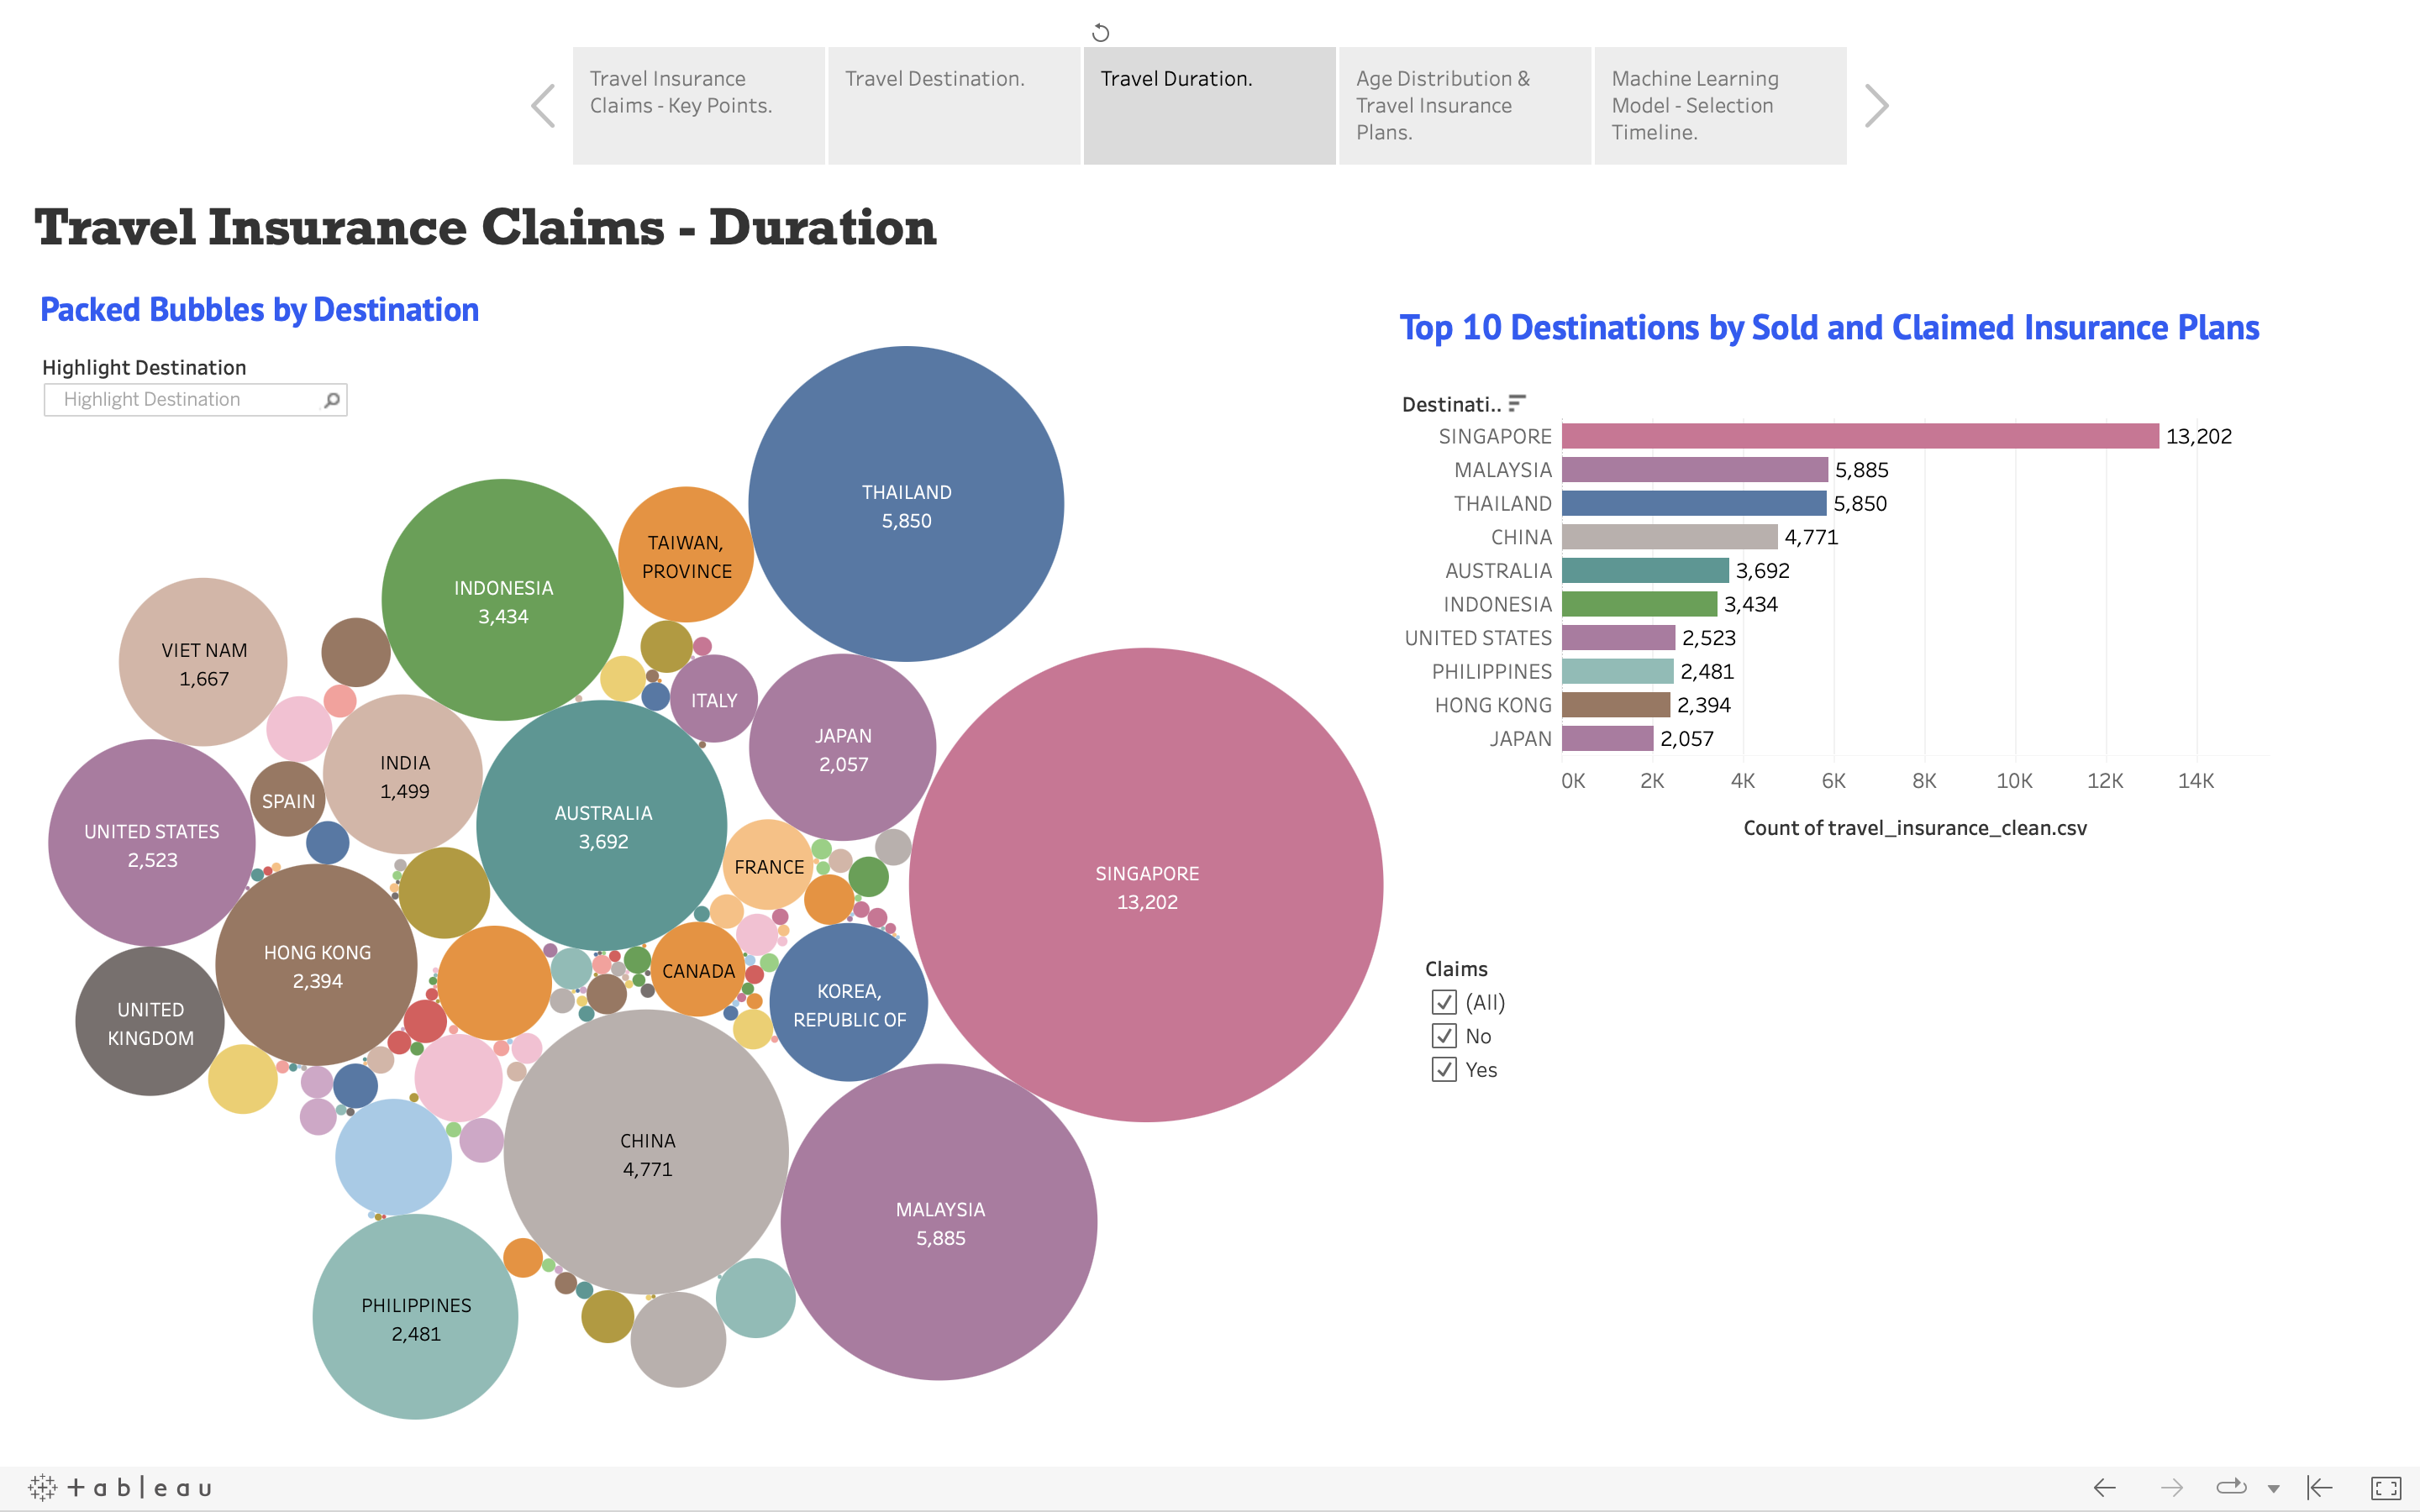 Travel Insurance
Claims - Key Points.
Travel Destination.
Travel Duration.
Age Distribution &
Travel Insurance
Plans.
Machine Learning
Model - Selection
Timeline.
Travel Insurance Claims - Duration
Packed Bubbles by Destination
Highlight Destination
Highlight Destination
THAILAND
5,850
INDONESIA
3,434
TAIWAN,
PROVINCE
VIET NAM
1,667
ITALY
JAPAN
2,057
INDIA
1,499
SPAIN
AUSTRALIA
3,692
UNITED STATES
2,523
FRANCE
SINGAPORE
13,202
HONG KONG
2,394
CANADA
KOREA,
REPUBLIC OF
UNITED
KINGDOM
CHINA
4,771
MALAYSIA
5,885
PHILIPPINES
2,481
Top 10 Destinations by Sold and Claimed Insurance Plans
Destinati..
SINGAPORE 13,202
MALAYSIA 5,885
THAILAND 5,850
CHINA 4,771
AUSTRALIA 3,692
INDONESIA 3,434
UNITED STATES 2,523
PHILIPPINES 2,481
HONG KONG 2,394
JAPAN 2,057
0K 2K 4K 6K 8K 10K 12K 14K
Count of travel_insurance_clean.csv
Claims
(All)
No
Yes
+ a b l e a u